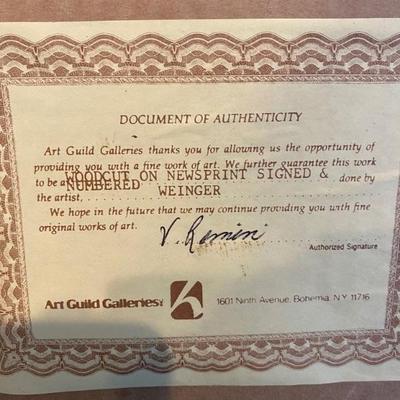 DOCUMENT OF AUTHENTICITY
Art Guild Galleries thanks you for allowing us the opportunity of
providing you with a fine work of art. We further guarantee this work
to be a WOODCUT ON NEWSPRINT SIGNED & NUMBERED done by
the artist, WEINGER
We hope in the future that we may continue providing you with fine
original works of art.
V.
Authorized Signature
Art Guild Galleries INC 1601 Ninth Avenue, Bohemia, N.Y. 11716